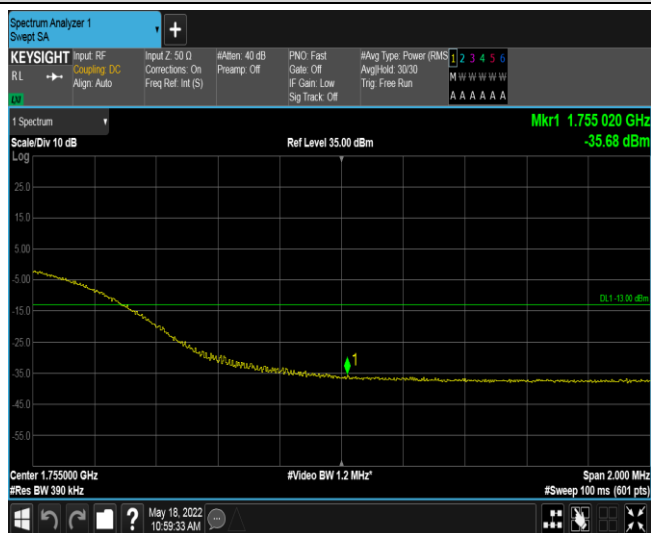 Spectrum Analyzer 1
Swept SA
+
KEYSIGHT Input: RF Input Z: 50 Ω #Atten: 40 dB PNO: Fast #Avg Type: Power (RMS 1 2 3 4 5 6
RL Coupling: DC Corrections: On Preamp: Off Gate: Off Avg|Hold: 30/30 M W W W W W
Align: Auto Freq Ref: Int (S) IF Gain: Low Trig: Free Run
Sig Track: Off A A A A A A
1 Spectrum Mkr1 1.755 020 GHz
Scale/Div 10 dB Ref Level 35.00 dBm -35.68 dBm
Log
25.0
15.0
5.00
-5.00
DL1 -13.00 dBm
-15.0
-25.0
1
-35.0
-45.0
-55.0
Center 1.755000 GHz #Video BW 1.2 MHz* Span 2.000 MHz
#Res BW 390 kHz #Sweep 100 ms (601 pts)
? May 18, 2022
10:59:33 AM